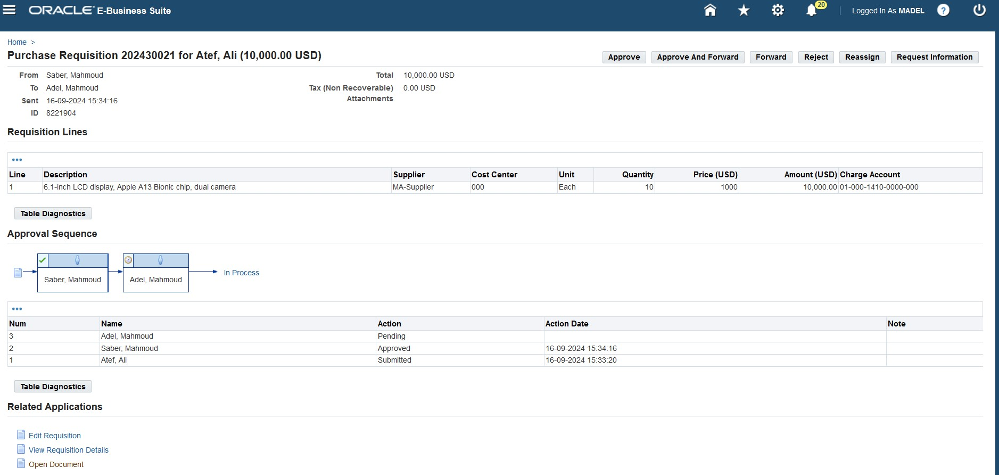 ORACLE E-Business Suite
20
Logged In As MADEL
?
Home >
Purchase Requisition 202430021 for Atef, Ali (10,000.00 USD)
Approve Approve And Forward Forward Reject Reassign Request Information
From Saber, Mahmoud Total 10,000.00 USD
To Adel, Mahmoud Tax (Non Recoverable) 0.00 USD
Sent 16-09-2024 15:34:16 Attachments
ID 8221904
Requisition Lines
Line Description Supplier Cost Center Unit Quantity Price (USD) Amount (USD) Charge Account
1 6.1-inch LCD display, Apple A13 Bionic chip, dual camera MA-Supplier 000 Each 10 1000 10,000.00 01-000-1410-0000-000
Table Diagnostics
Approval Sequence
Saber, Mahmoud Adel, Mahmoud In Process
Num Name Action Action Date Note
3 Adel, Mahmoud Pending
2 Saber, Mahmoud Approved 16-09-2024 15:34:16
1 Atef, Ali Submitted 16-09-2024 15:33:20
Table Diagnostics
Related Applications
Edit Requisition
View Requisition Details
Open Document